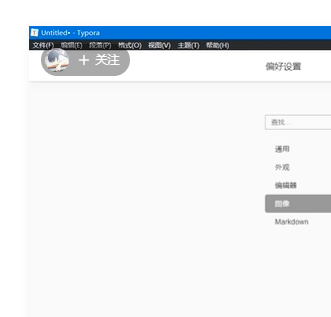 Untitled• - Typora
文件(F) 编辑(E) 段落(P) 格式(O) 视图(V) 主题(T) 帮助(H)
+ 关注
偏好设置
查找...
通用
外观
编辑器
图像
Markdown